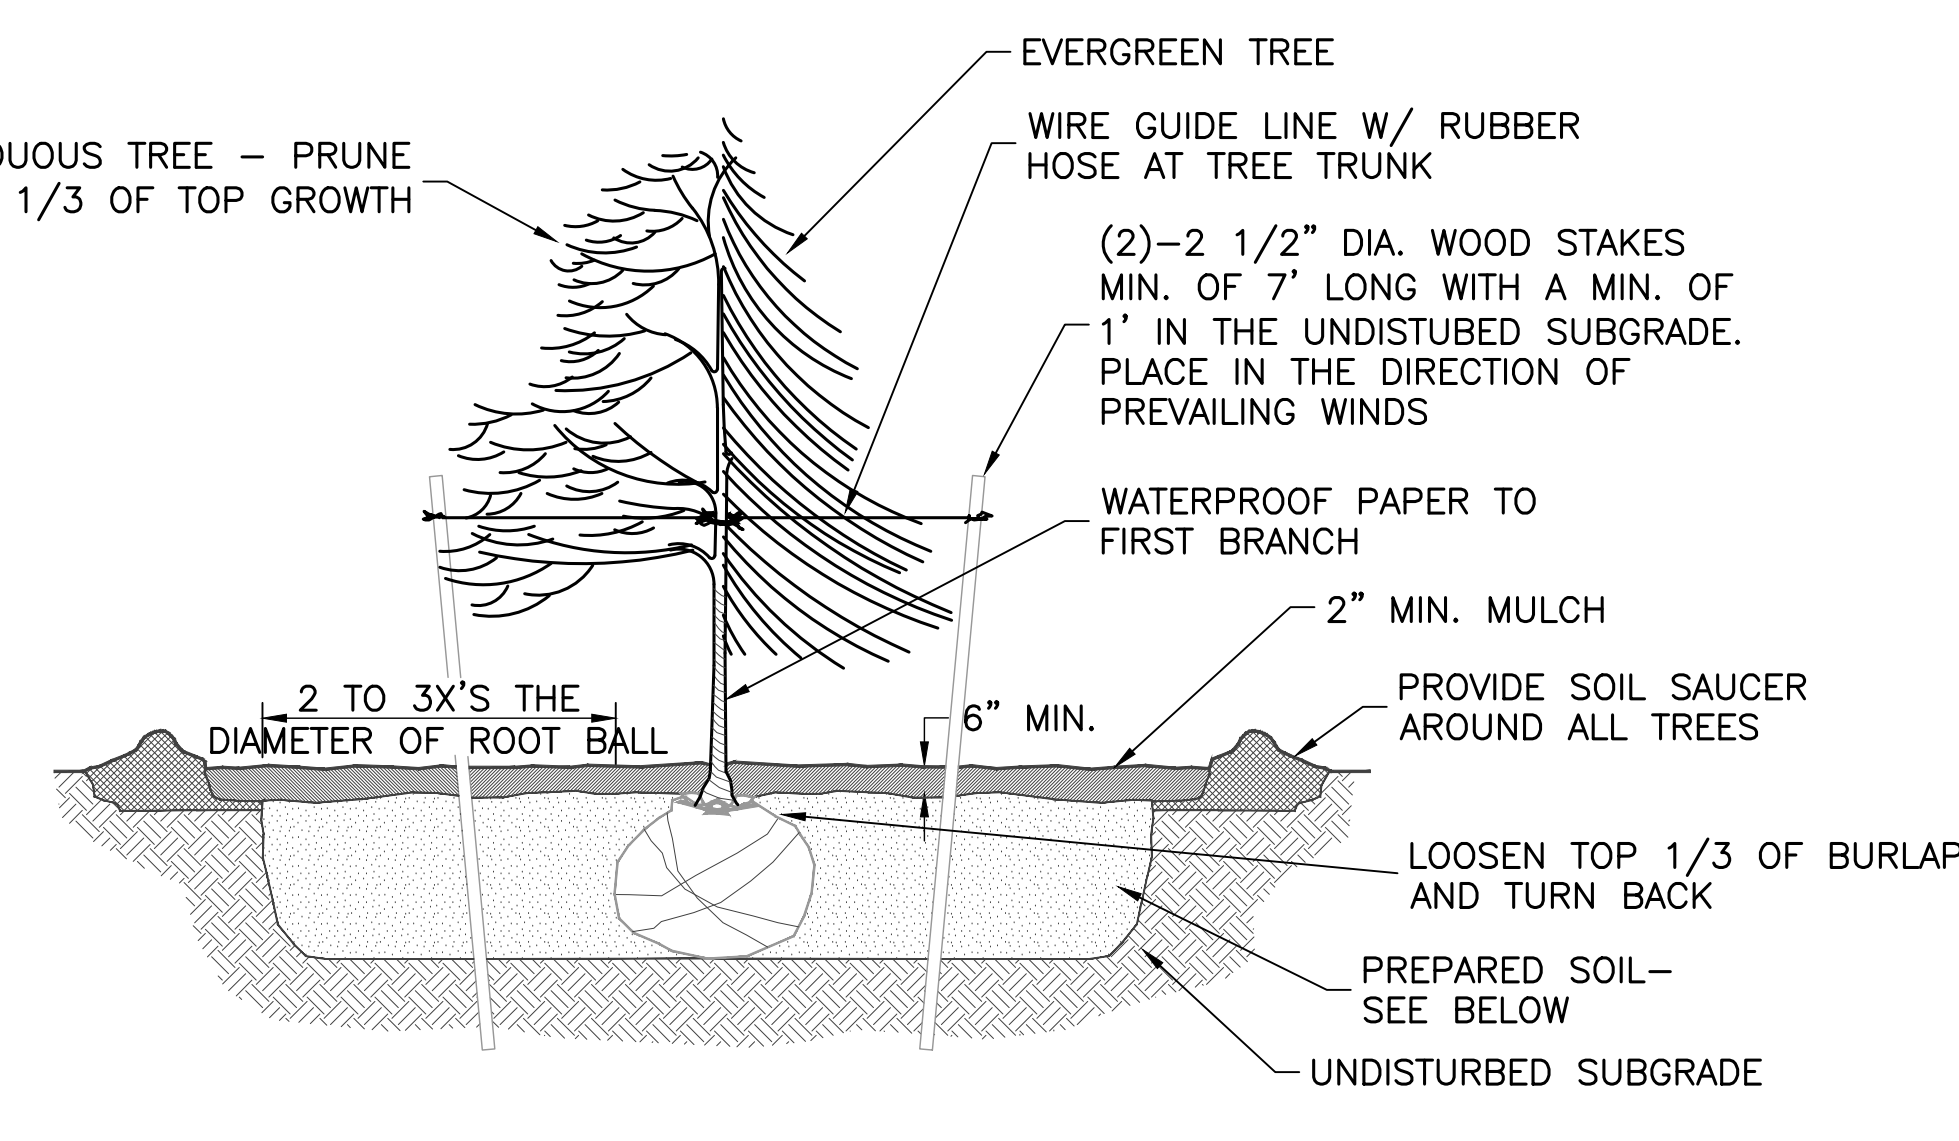 EVERGREEN TREE
WIRE GUIDE LINE W/ RUBBER
HOSE AT TREE TRUNK
DUOUS TREE – PRUNE
1/3 OF TOP GROWTH
(2)–2 1/2” DIA. WOOD STAKES
MIN. OF 7’ LONG WITH A MIN. OF
1’ IN THE UNDISTUBED SUBGRADE.
PLACE IN THE DIRECTION OF
PREVAILING WINDS
WATERPROOF PAPER TO
FIRST BRANCH
2” MIN. MULCH
PROVIDE SOIL SAUCER
AROUND ALL TREES
2 TO 3X’S THE
DIAMETER OF ROOT BALL
6” MIN.
LOOSEN TOP 1/3 OF BURLAP
AND TURN BACK
PREPARED SOIL–
SEE BELOW
UNDISTURBED SUBGRADE